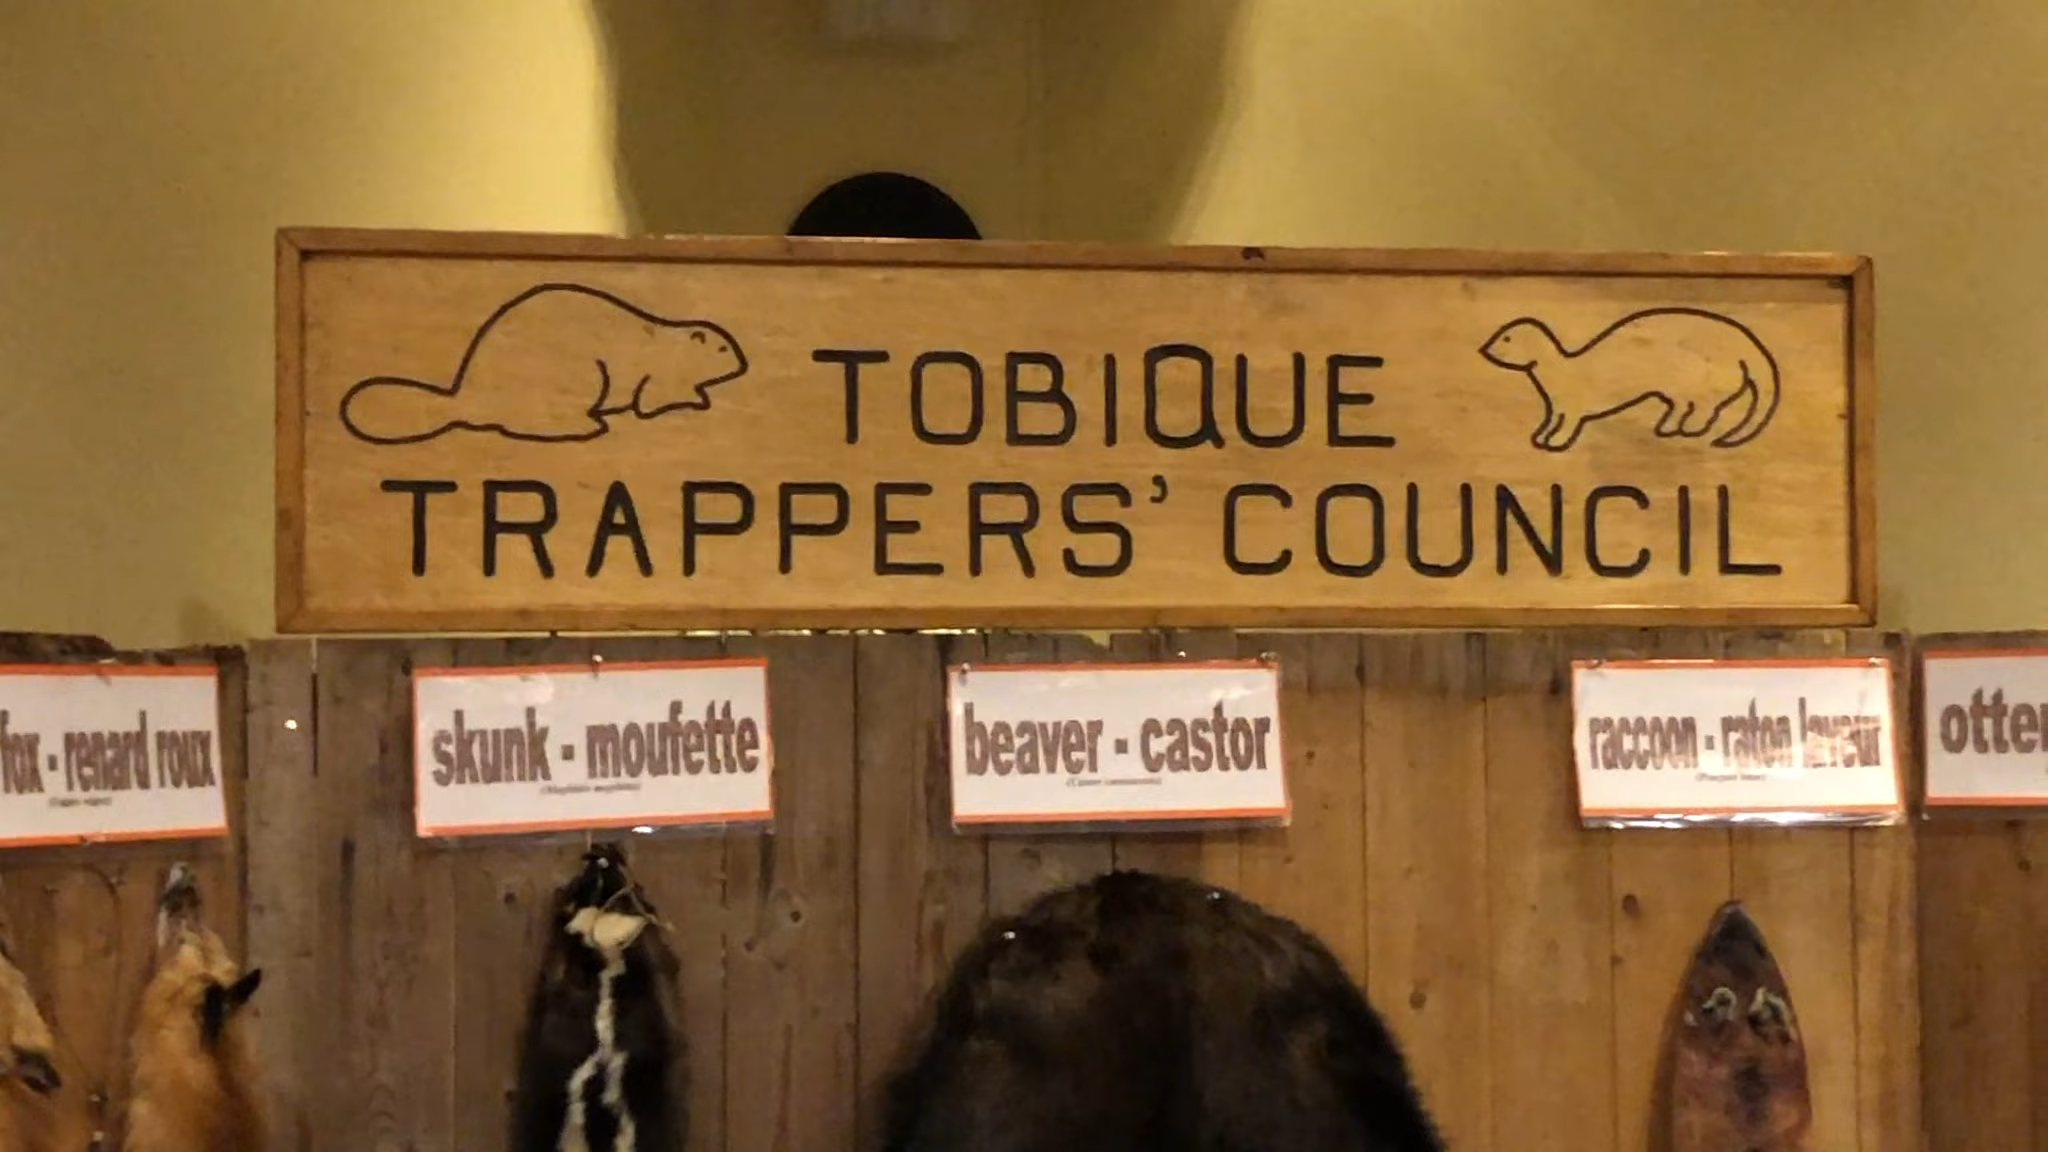 TOBIQUE
TRAPPERS' COUNCIL
fox - renard roux
skunk - moufette
beaver - castor
raccoon - raton laveur
otter